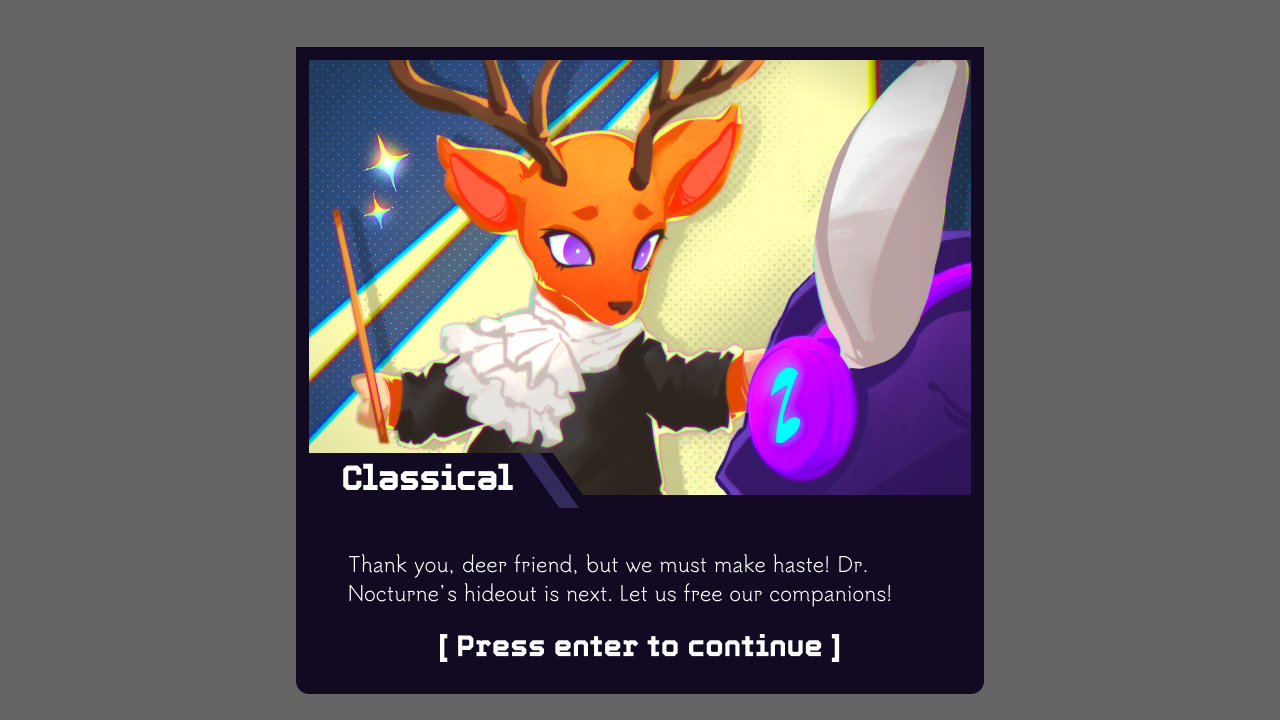 Classical
Thank you, deer friend, but we must make haste! Dr.
Nocturne's hideout is next. Let us free our companions!
[ Press enter to continue ]